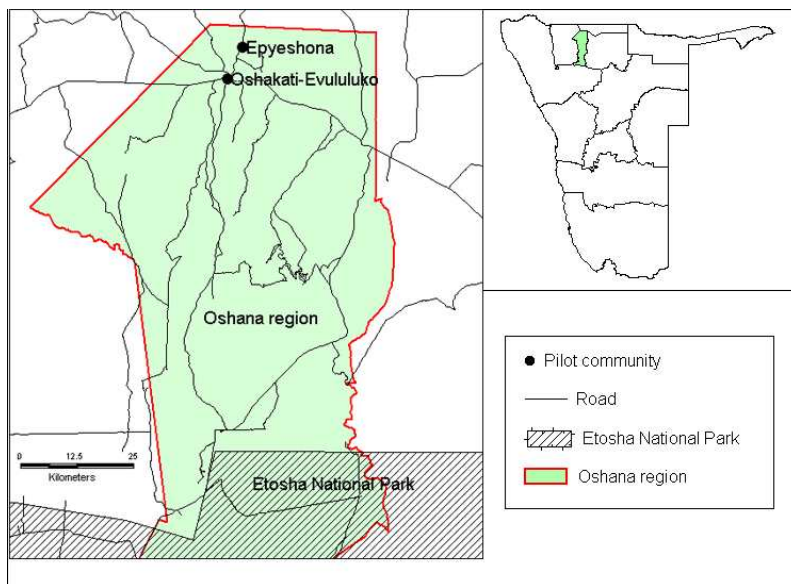 Epyeshona
Oshakati-Evululuko
Oshana region
0 12.5 25
Kilometers
Etosha National Park
Pilot community
Road
Etosha National Park
Oshana region